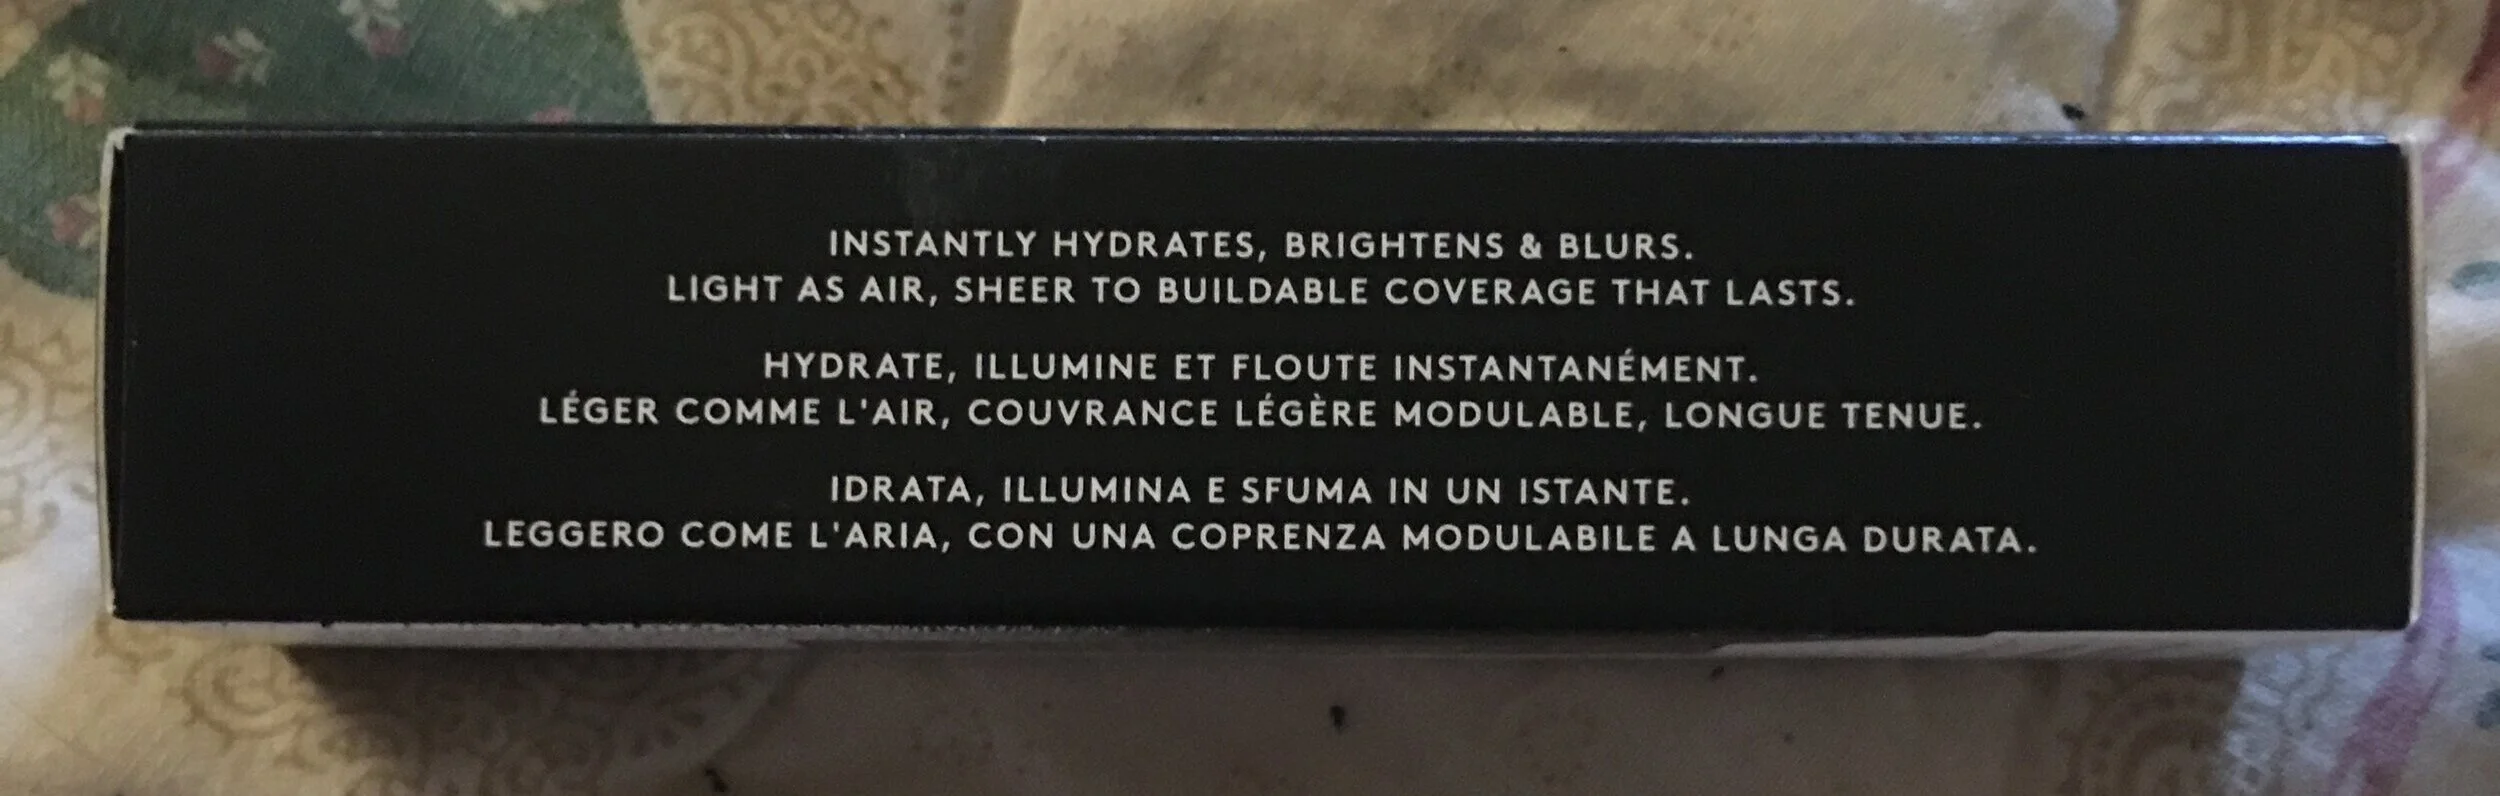 INSTANTLY HYDRATES, BRIGHTENS & BLURS.
LIGHT AS AIR, SHEER TO BUILDABLE COVERAGE THAT LASTS.
HYDRATE, ILLUMINE ET FLOUTE INSTANTANÉMENT.
LÉGER COMME L'AIR, COUVRANCE LÉGÈRE MODULABLE, LONGUE TENUE.
IDRATA, ILLUMINA E SFUMA IN UN ISTANTE.
LEGGERO COME L'ARIA, CON UNA COPRENZA MODULABILE A LUNGA DURATA.